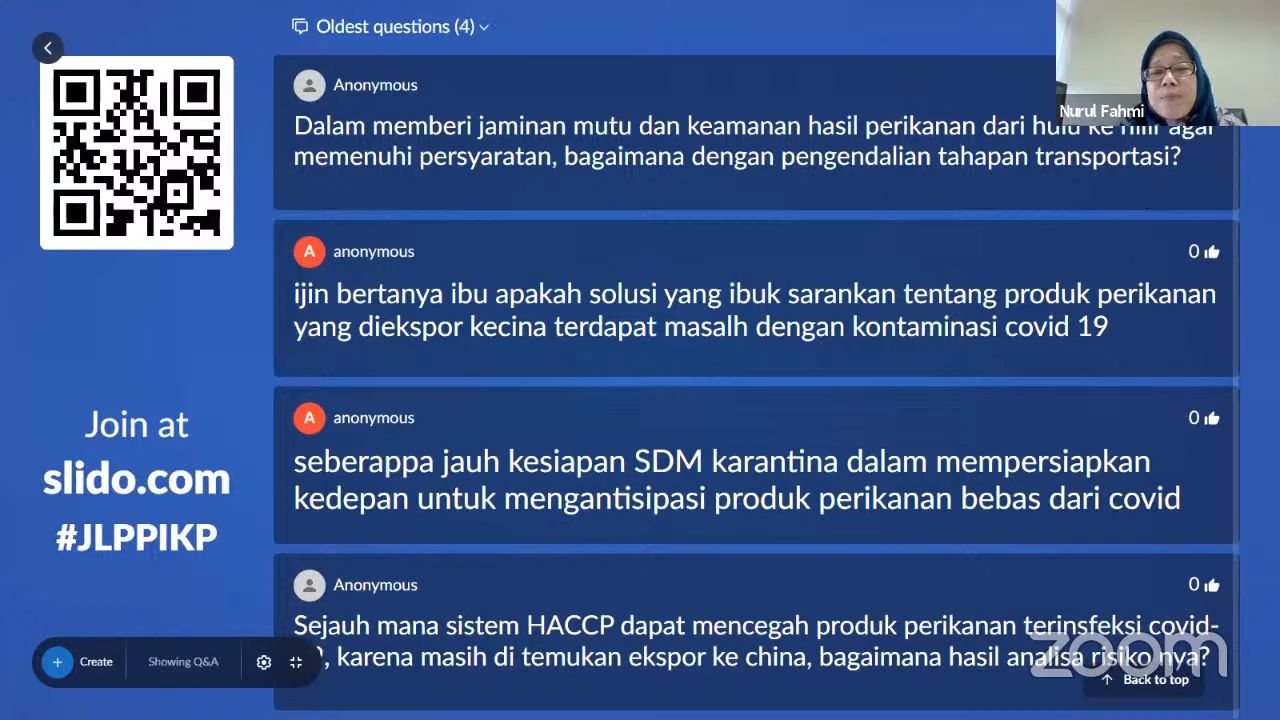 Oldest questions (4)
Anonymous
Nurul Fahmi
Dalam memberi jaminan mutu dan keamanan hasil perikanan dari hulu ke hilir agar
memenuhi persyaratan, bagaimana dengan pengendalian tahapan transportasi?
anonymous
0
A
ijin bertanya ibu apakah solusi yang ibuk sarankan tentang produk perikanan
yang diekspor kecina terdapat masalh dengan kontaminasi covid 19
anonymous
0
A
seberappa jauh kesiapan SDM karantina dalam mempersiapkan
kedepan untuk mengantisipasi produk perikanan bebas dari covid
Anonymous
0
Sejauh mana sistem HACCP dapat mencegah produk perikanan terinsfeksi covid-
, karena masih di temukan ekspor ke china, bagaimana hasil analisa risiko nya?
Join at
slido.com
#JLPPIKP
Create
Showing Q&A
zoom
Back to top